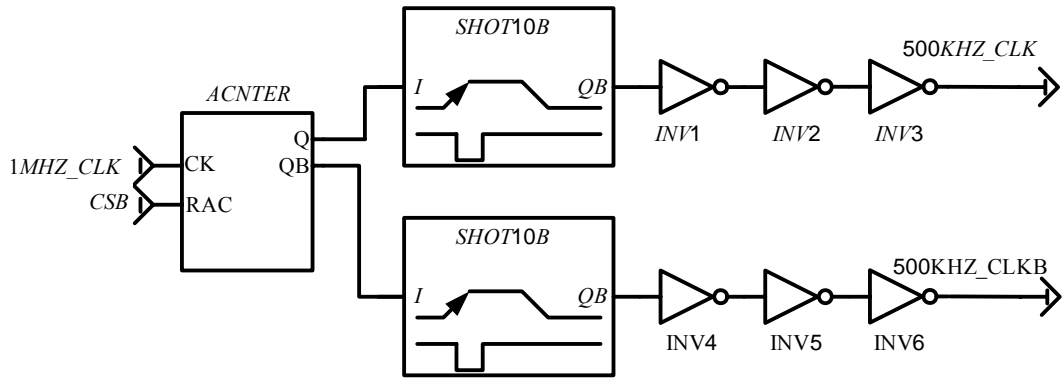 SHOT10B
500KHZ_CLK
I
QB
ACNTER
INV1
INV2
INV3
Q
1MHZ_CLK
CK
QB
CSB
RAC
SHOT10B
500KHZ_CLKB
I
QB
INV4
INV5
INV6